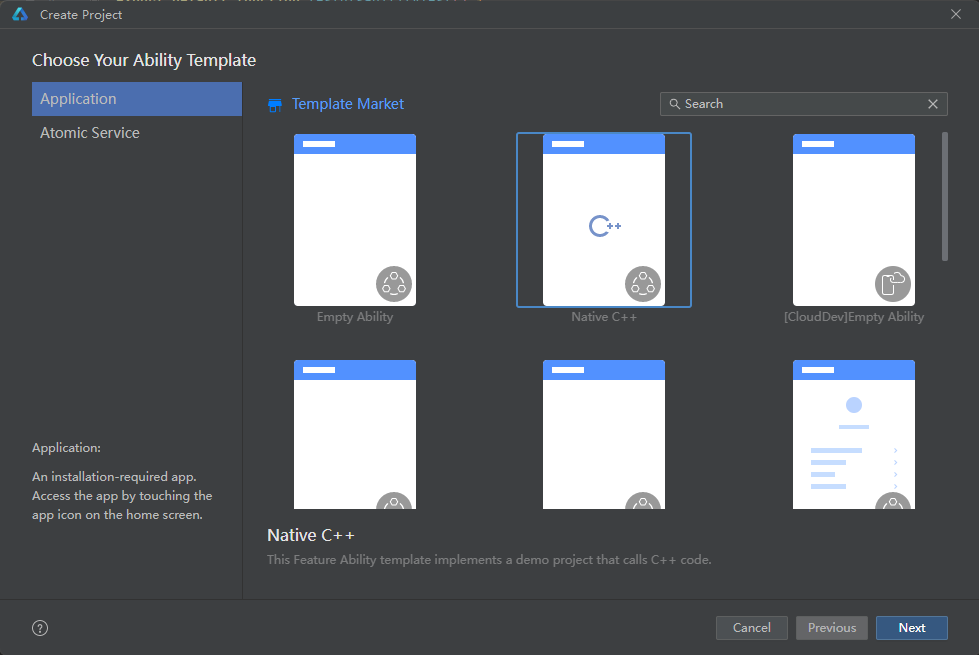 Create Project
Choose Your Ability Template
Application
Atomic Service
Template Market
Search
C++
Empty Ability
Native C++
[CloudDev]Empty Ability
Application:
An installation-required app.
Access the app by touching the
app icon on the home screen.
Native C++
This Feature Ability template implements a demo project that calls C++ code.
?
Cancel
Previous
Next